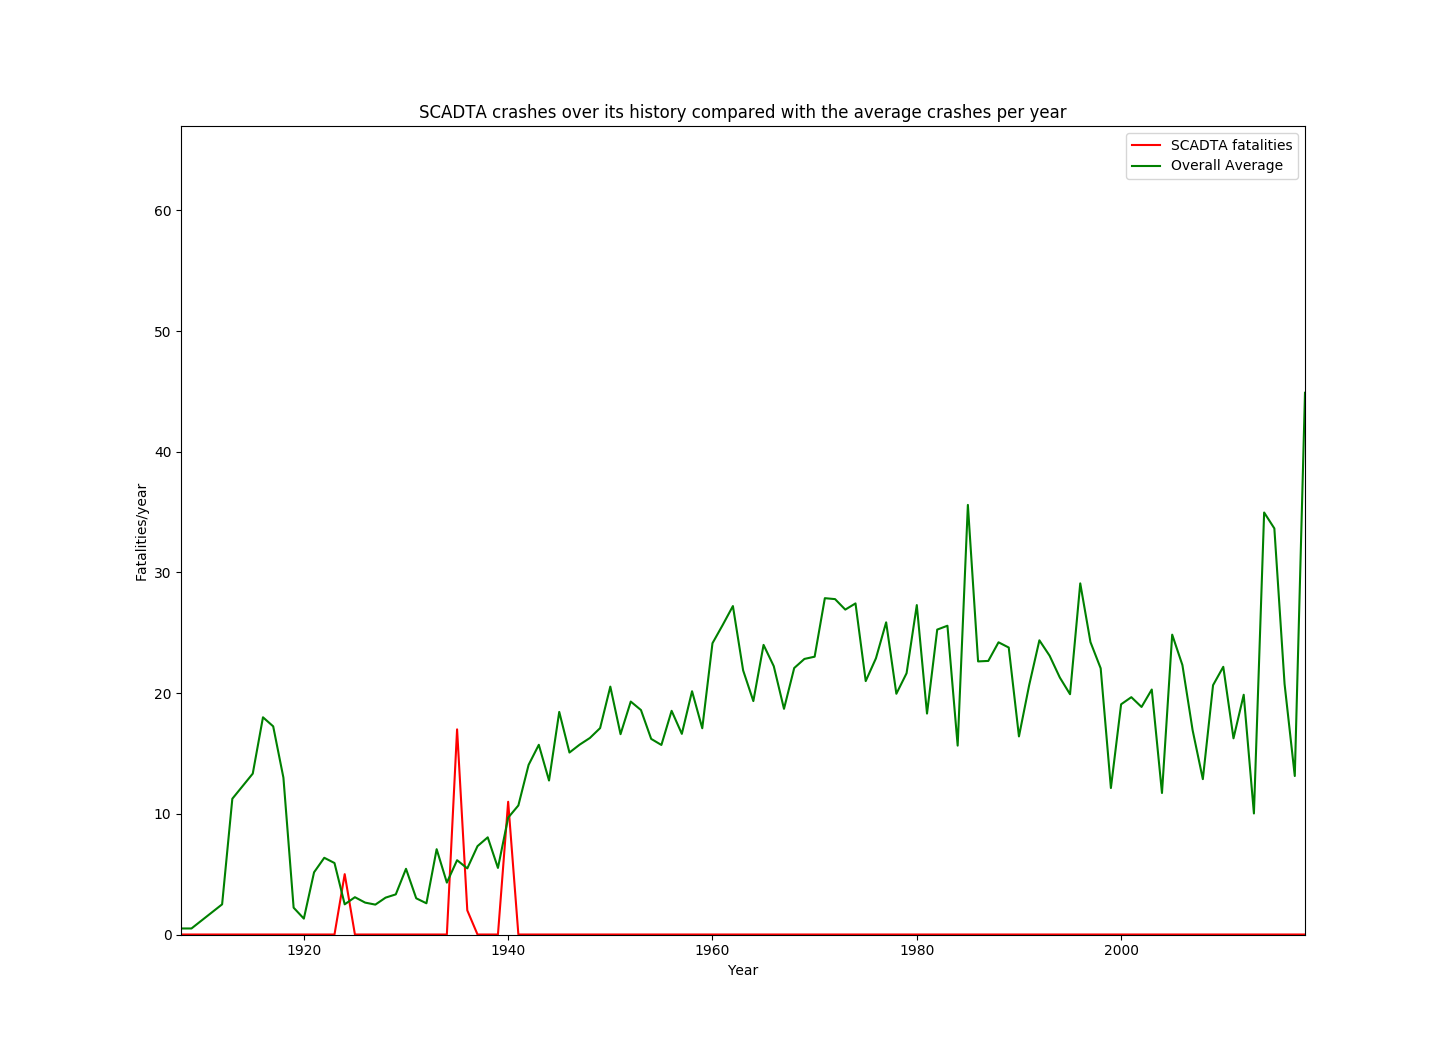 SCADTA crashes over its history compared with the average crashes per year
SCADTA fatalities
Overall Average
60
50
40
30
20
10
0
Fatalities/year
1920 1940 1960 1980 2000
Year